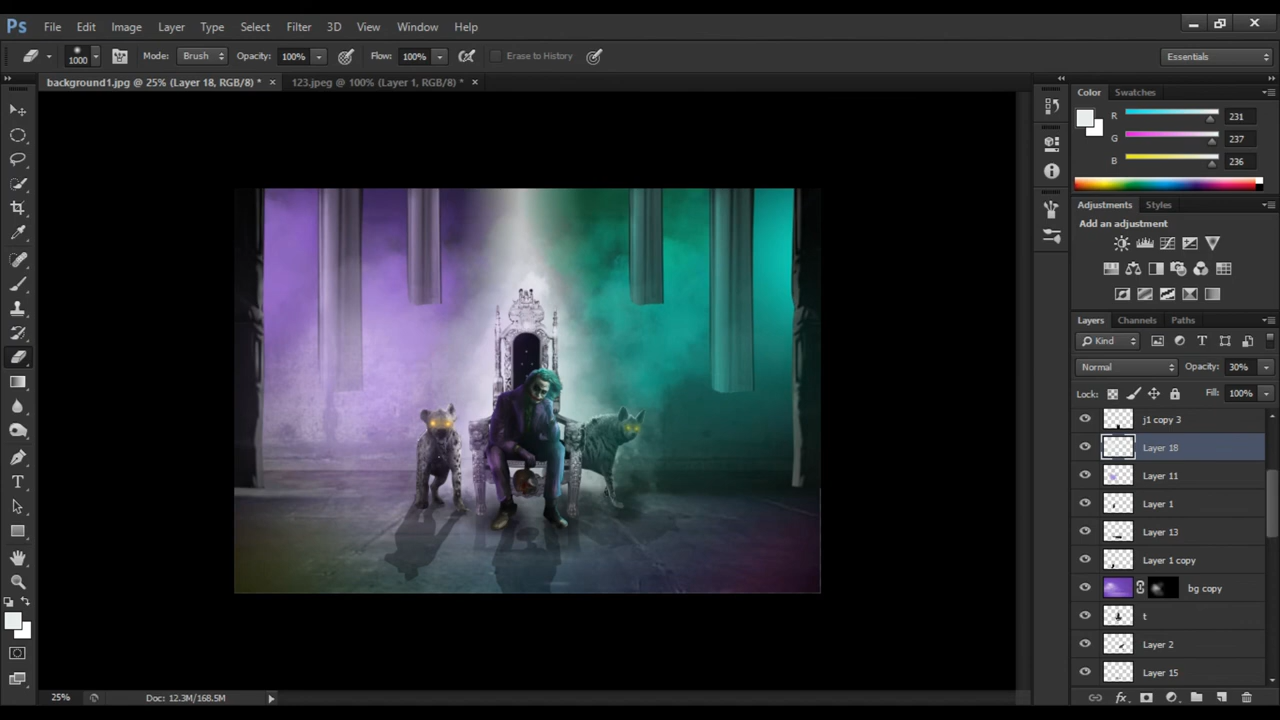 Ps File Edit Image Layer Type Select Filter 3D View Window Help
1000 Mode: Brush Opacity: 100% Flow: 100% Erase to History Essentials
background1.jpg @ 25% (Layer 18, RGB/8) * × 123.jpeg @ 100% (Layer 1, RGB/8) * ×
Color Swatches
R 231
G 237
B 236
Adjustments Styles
Add an adjustment
Layers Channels Paths
Kind
Normal Opacity: 30%
Lock: Fill: 100%
j1 copy 3
Layer 18
Layer 11
Layer 1
Layer 13
Layer 1 copy
bg copy
t
Layer 2
Layer 15
25% Doc: 12.3M/168.5M